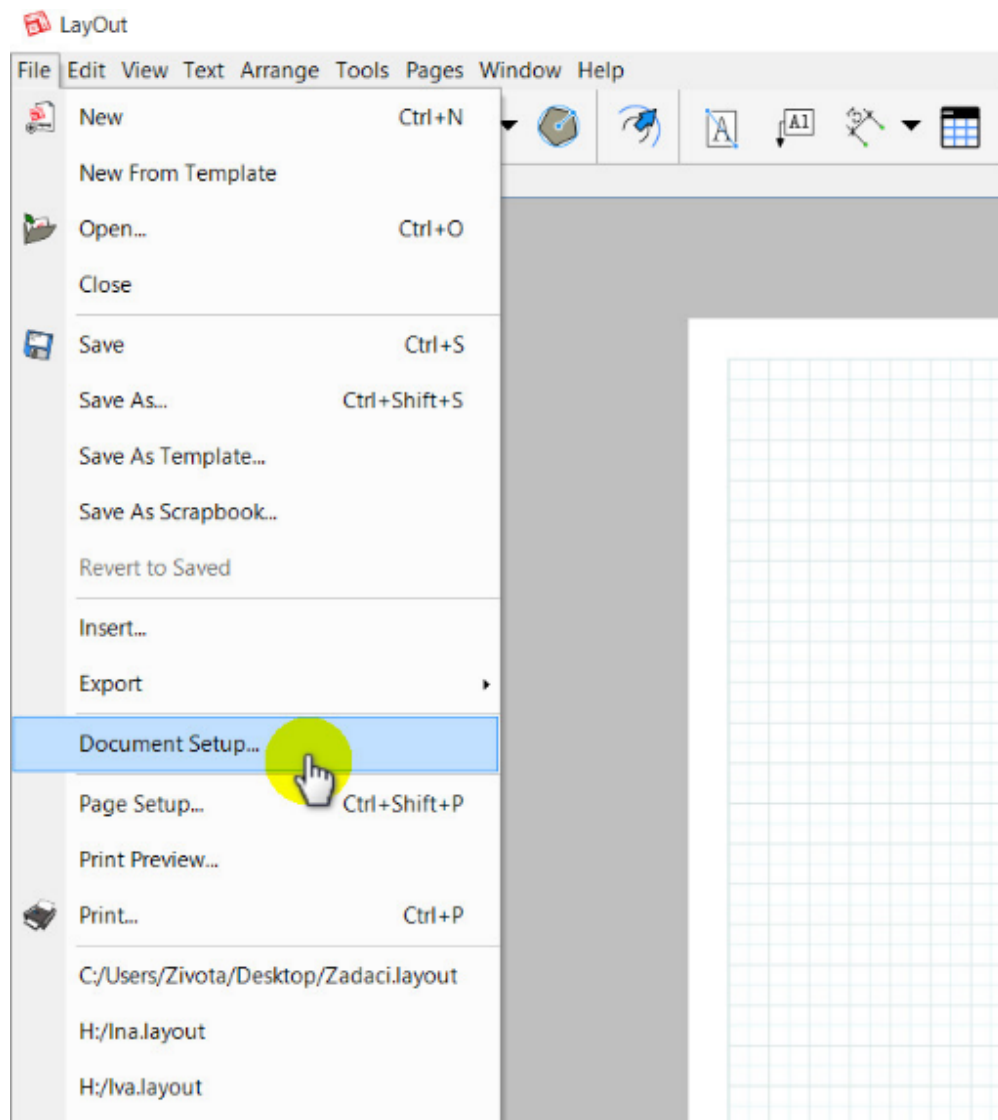 LayOut
File Edit View Text Arrange Tools Pages Window Help
New Ctrl+N
New From Template
Open... Ctrl+O
Close
Save Ctrl+S
Save As... Ctrl+Shift+S
Save As Template...
Save As Scrapbook...
Revert to Saved
Insert...
Export
Document Setup...
Page Setup... Ctrl+Shift+P
Print Preview...
Print... Ctrl+P
C:/Users/Zivota/Desktop/Zadaci.layout
H:/Ina.layout
H:/Iva.layout
A
A1